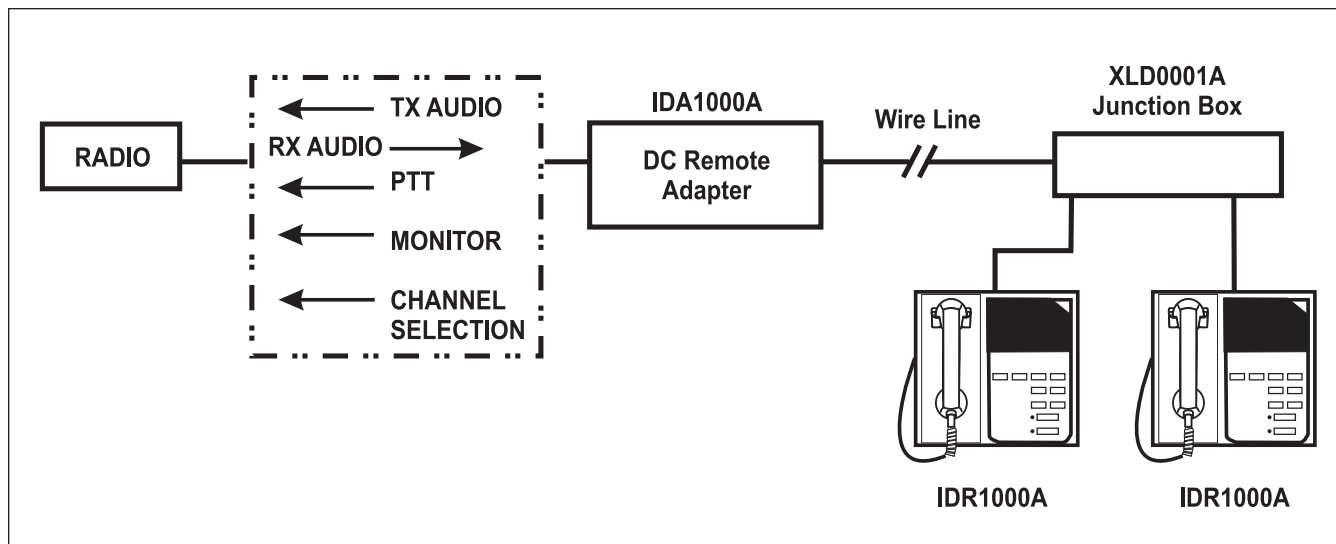 RADIO
TX AUDIO
RX AUDIO
PTT
MONITOR
CHANNEL
SELECTION
IDA1000A
DC Remote
Adapter
Wire Line
XLD0001A
Junction Box
IDR1000A
IDR1000A